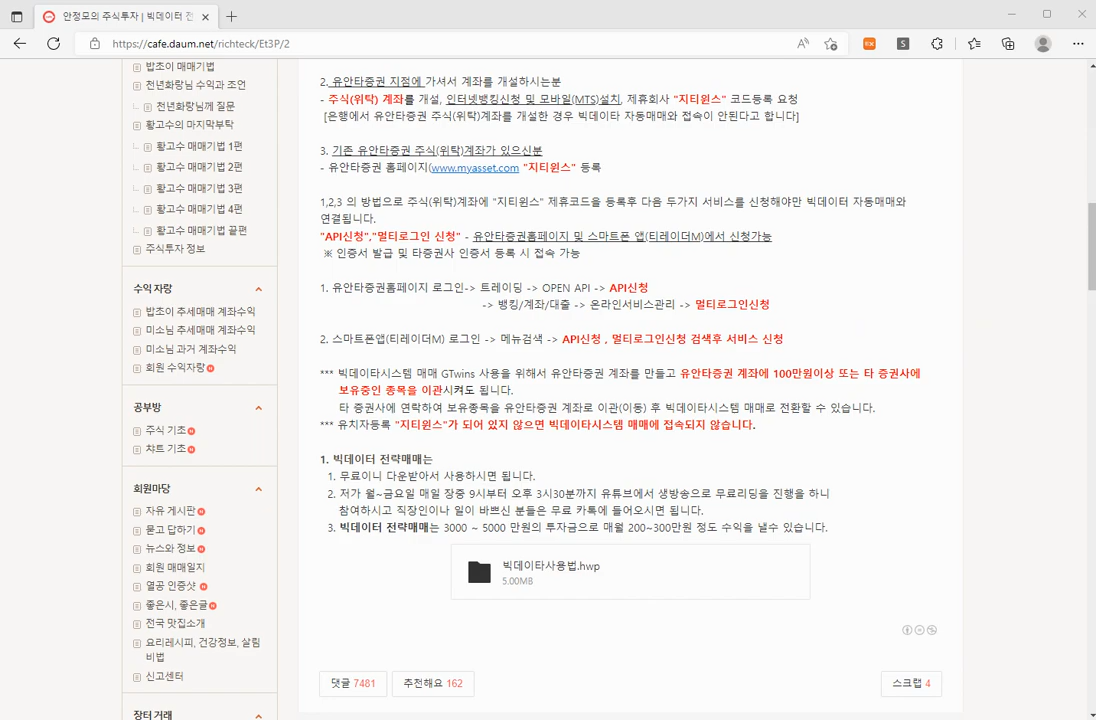 안정모의 주식투자 | 빅데이터 전
https://cafe.daum.net/richteck/Et3P/2
밥초이 매매기법
천년화랑님 수익과 조언
천년화랑님께 질문
황고수의 마지막부탁
황고수 매매기법 1편
황고수 매매기법 2편
황고수 매매기법 3편
황고수 매매기법 4편
황고수 매매기법 끝편
주식투자 정보
수익 자랑
밥초이 추세매매 계좌수익
미소님 추세매매 계좌수익
미소님 과거 계좌수익
회원 수익자랑
공부방
주식 기초
챠트 기초
회원마당
자유 게시판
묻고 답하기
뉴스와 정보
회원 매매일지
열공 인증샷
좋은시, 좋은글
전국 맛집소개
요리레시피, 건강정보, 살림
비법
신고센터
장터 거래
2. 유안타증권 지점에 가셔서 계좌를 개설하시는분
- 주식(위탁) 계좌를 개설, 인터넷뱅킹신청 및 모바일(MTS)설치, 제휴회사 "지티윈스" 코드등록 요청
[은행에서 유안타증권 주식(위탁)계좌를 개설한 경우 빅데이타 자동매매와 접속이 안된다고 합니다]
3. 기존 유안타증권 주식(위탁)계좌가 있으신분
- 유안타증권 홈페이지(www.myasset.com "지티윈스" 등록
1,2,3 의 방법으로 주식(위탁)계좌에 "지티윈스" 제휴코드을 등록후 다음 두가지 서비스를 신청해야만 빅데이터 자동매매와
연결됩니다.
"API신청","멀티로그인 신청" - 유안타증권홈페이지 및 스마트폰 앱(티레이더M)에서 신청가능
※ 인증서 발급 및 타증권사 인증서 등록 시 접속 가능
1. 유안타증권홈페이지 로그인-> 트레이딩 -> OPEN API -> API신청
-> 뱅킹/계좌/대출 -> 온라인서비스관리 -> 멀티로그인신청
2. 스마트폰앱(티레이더M) 로그인 -> 메뉴검색 -> API신청 , 멀티로그인신청 검색후 서비스 신청
*** 빅데이타시스템 매매 GTwins 사용을 위해서 유안타증권 계좌를 만들고 유안타증권 계좌에 100만원이상 또는 타 증권사에
보유중인 종목을 이관시켜도 됩니다.
타 증권사에 연락하여 보유종목을 유안타증권 계좌로 이관(이동) 후 빅데이타시스템 매매로 전환할 수 있습니다.
*** 유치자등록 "지티윈스"가 되어 있지 않으면 빅데이타시스템 매매에 접속되지 않습니다.
1. 빅데이터 전략매매는
1. 무료이니 다운받아서 사용하시면 됩니다.
2. 저가 월~금요일 매일 장중 9시부터 오후 3시30분까지 유튜브에서 생방송으로 무료리딩을 진행을 하니
참여하시고 직장인이나 일이 바쁘신 분들은 무료 카톡에 들어오시면 됩니다.
3. 빅데이터 전략매매는 3000 ~ 5000 만원의 투자금으로 매월 200~300만원 정도 수익을 낼수 있습니다.
빅데이타사용법.hwp
5.00MB
댓글 7481
추천해요 162
스크랩 4